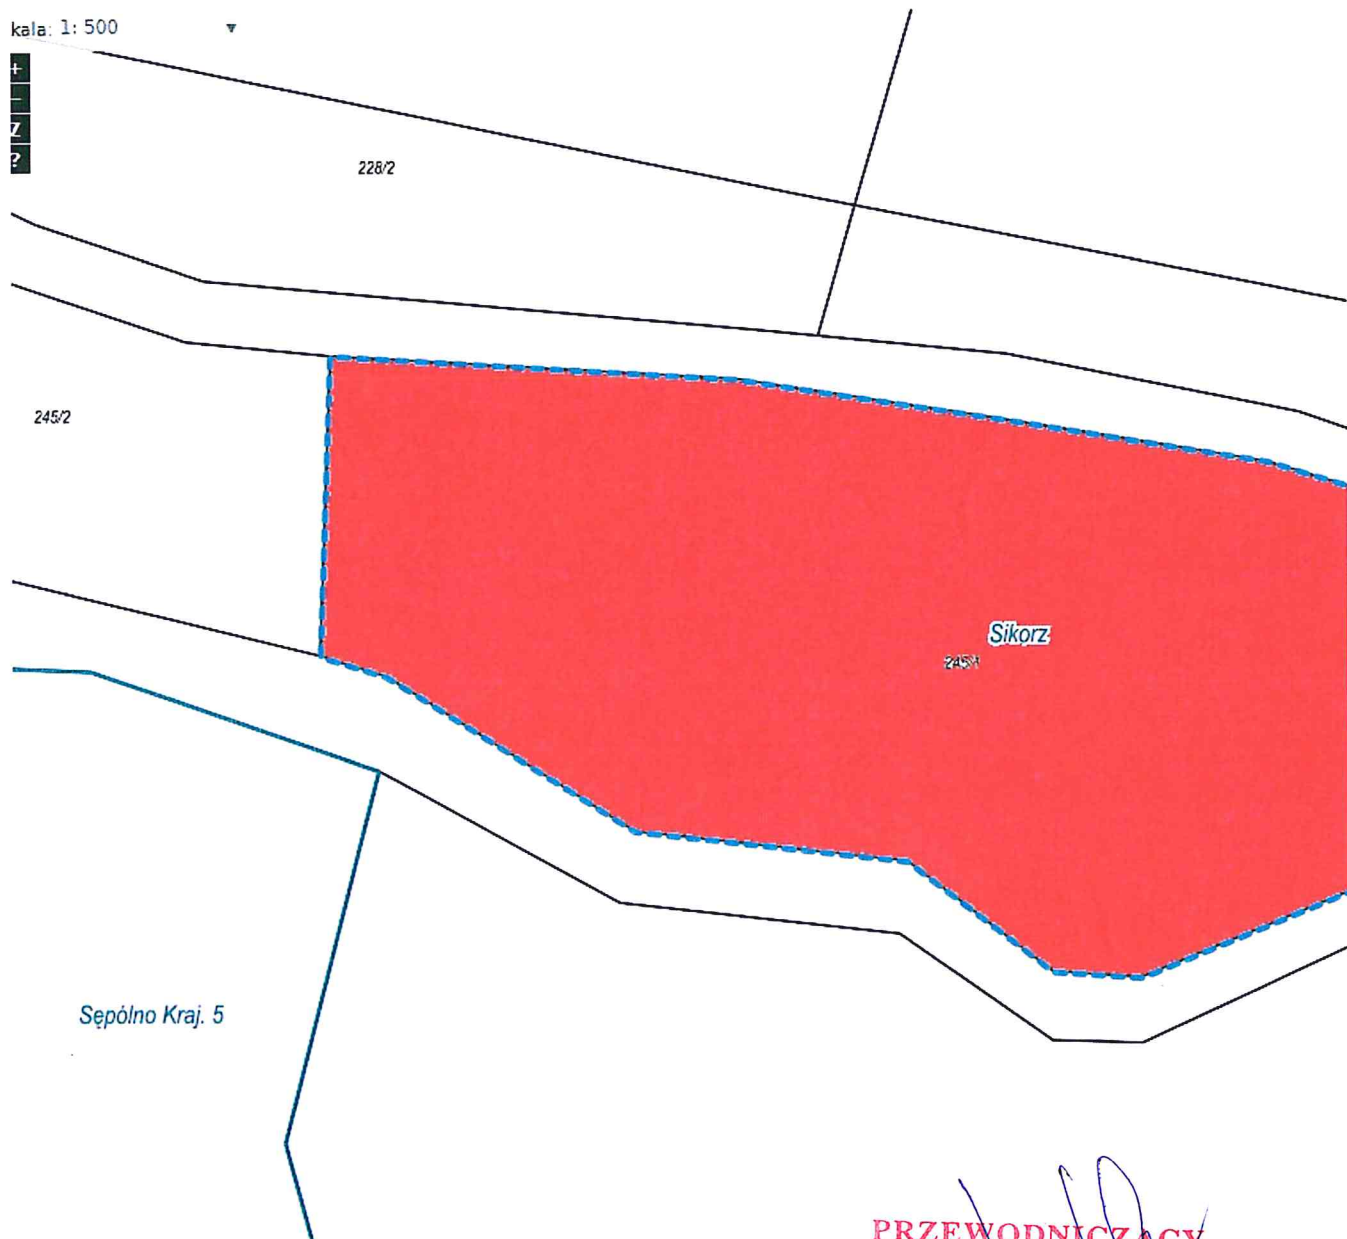 kala: 1: 500
+
–
Z
?
228/2
245/2
Sikorz
245/1
Sępólno Kraj. 5
PRZEWODNICZĄCY